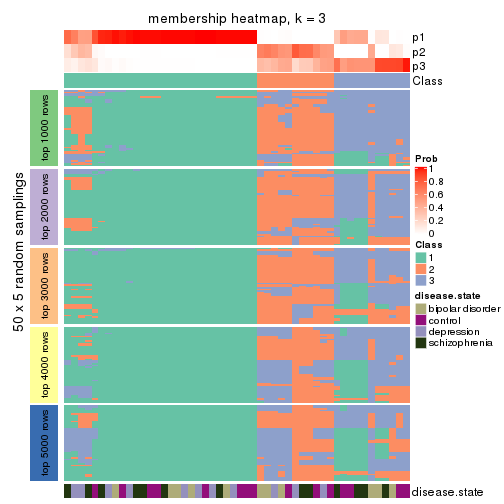 membership heatmap, k = 3
p1
p2
p3
Class
50 x 5 random samplings
top 1000 rows
top 2000 rows
top 3000 rows
top 4000 rows
top 5000 rows
Prob
1
0.8
0.6
0.4
0.2
0
Class
1
2
3
disease.state
bipolar disorder
control
depression
schizophrenia
disease.state